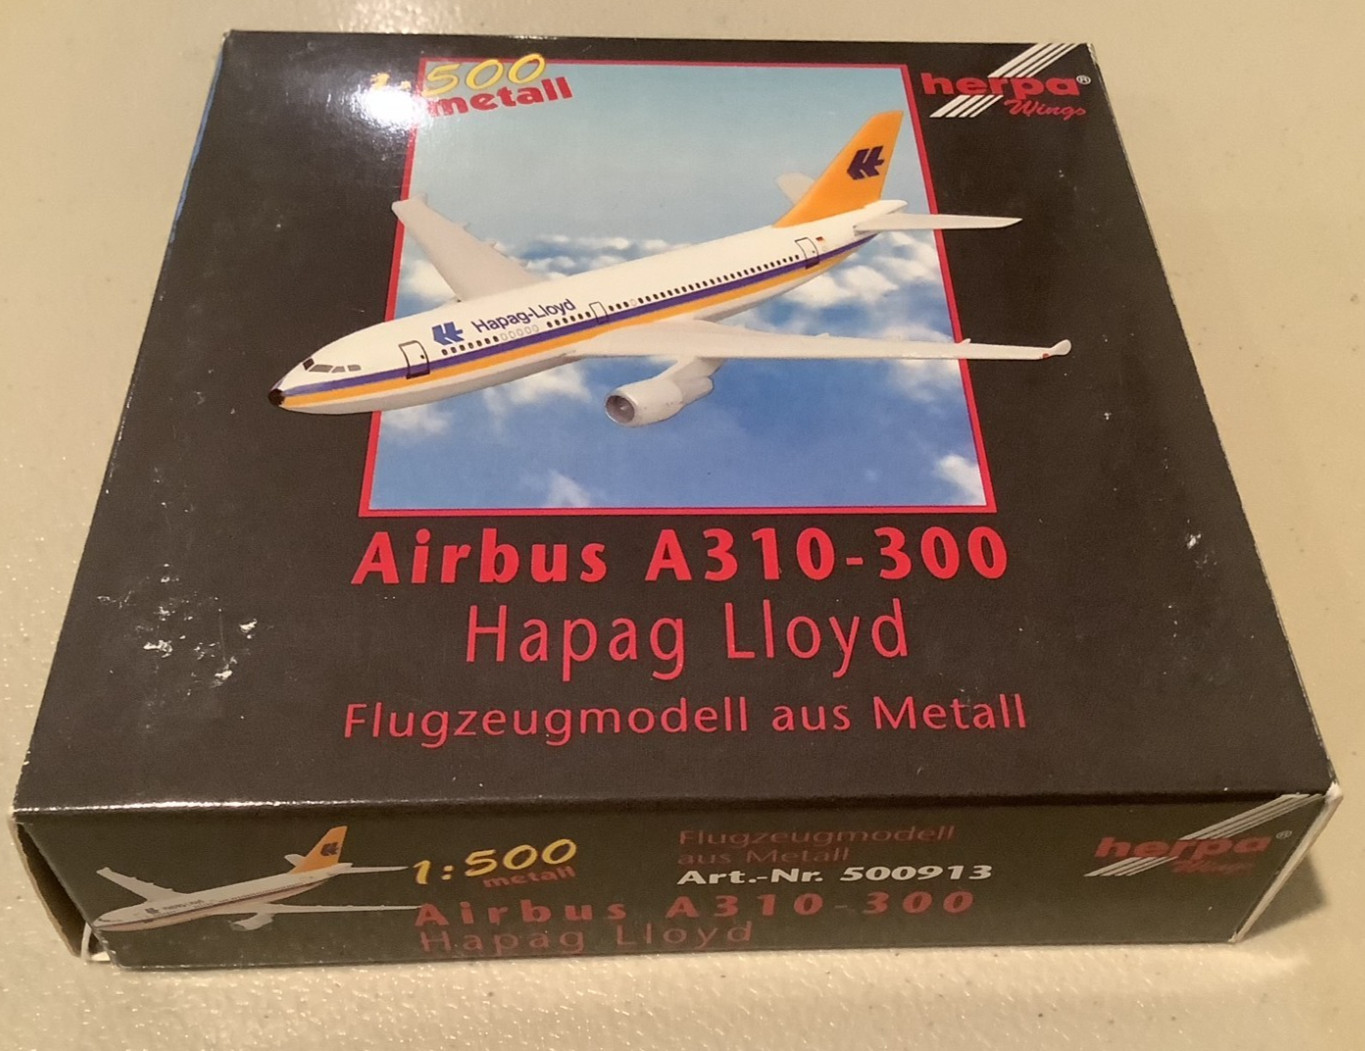 1:500
metall
herpa®
Wings
Hapag-Lloyd
Airbus A310-300
Hapag Lloyd
Flugzeugmodell aus Metall
1:500
metall
Flugzeugmodell
aus Metall
Art.-Nr. 500913
Airbus A310-300
Hapag Lloyd
herpa®
Wings